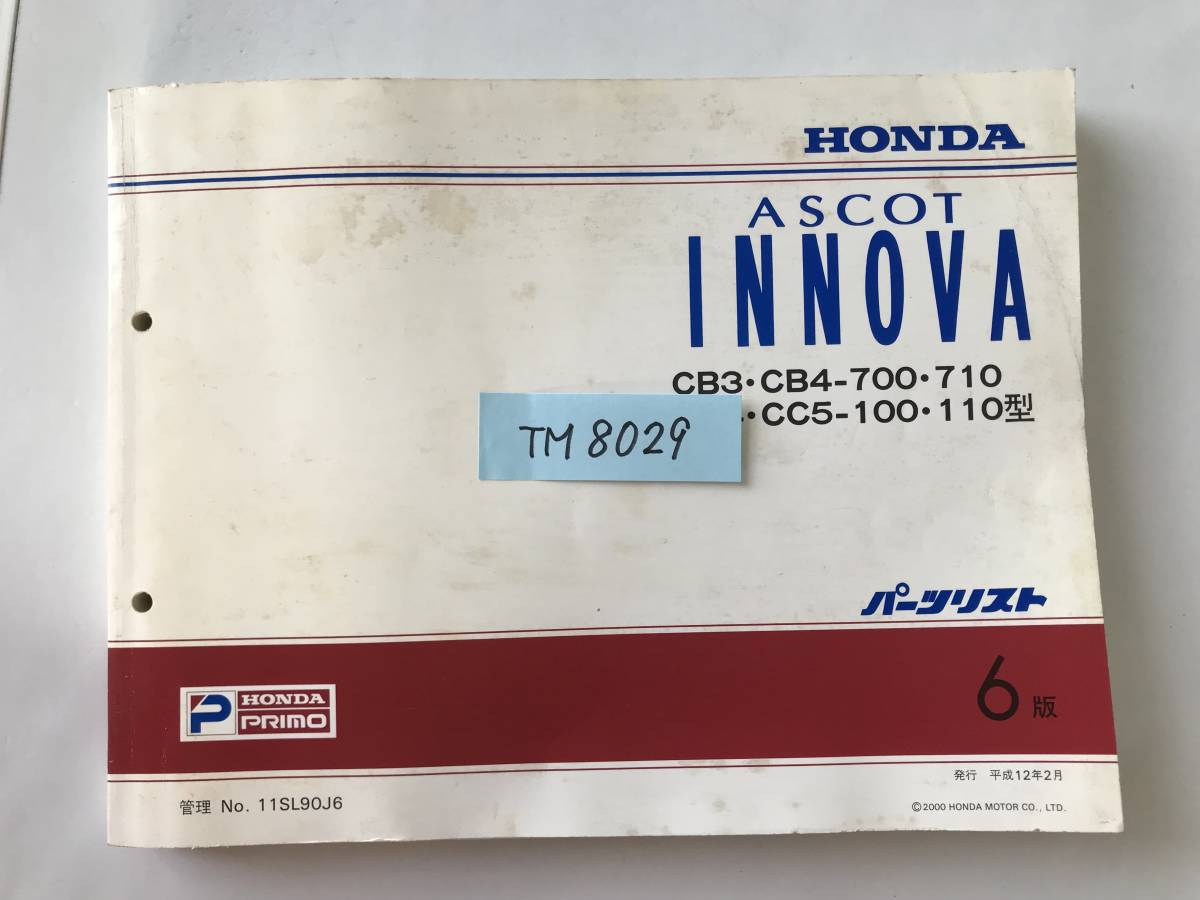 HONDA
ASCOT
INNOVA
CB3・CB4-700・710
・CC5-100・110型
TM 8029
パーツリスト
6版
HONDA
PRIMO
発行 平成12年2月
管理 No. 11SL90J6
©2000 HONDA MOTOR CO., LTD.